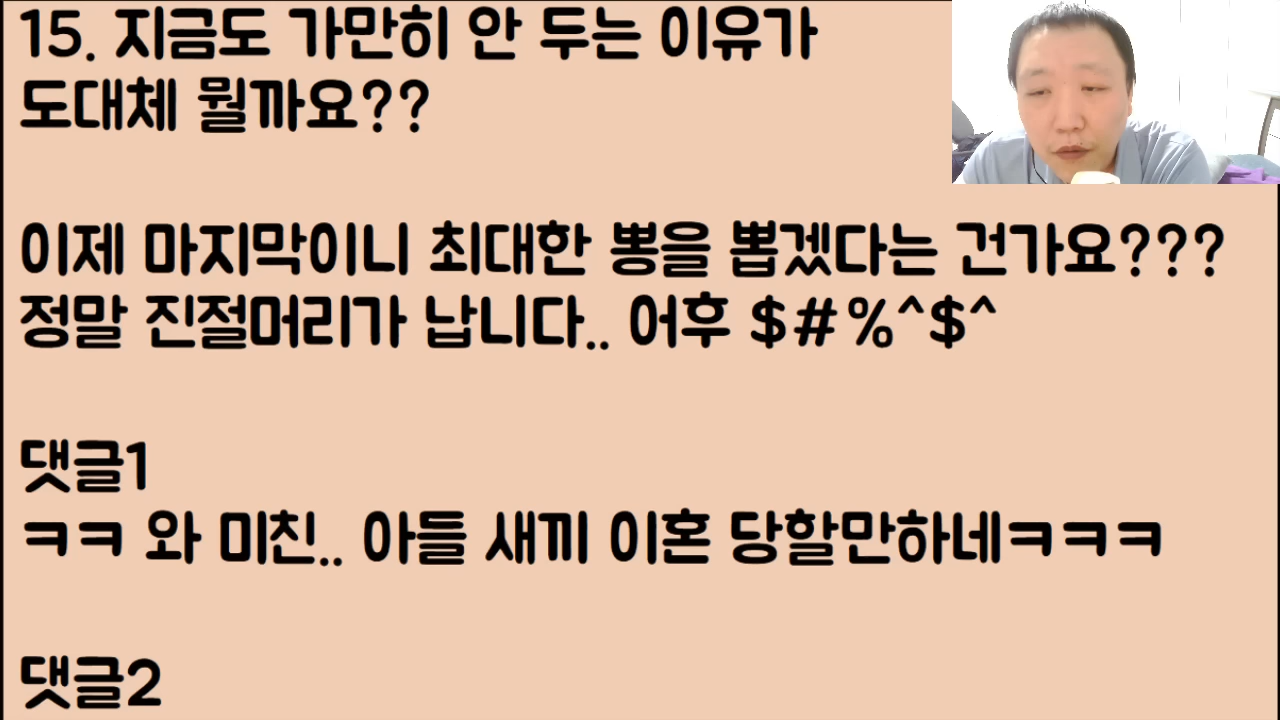 15. 지금도 가만히 안 두는 이유가
도대체 뭘까요??
이제 마지막이니 최대한 뽕을 뽑겠다는 건가요???
정말 진절머리가 납니다.. 어후 $#%^$^
댓글1
ㅋㅋ 와 미친.. 아들 새끼 이혼 당할만하네ㅋㅋㅋ
댓글2